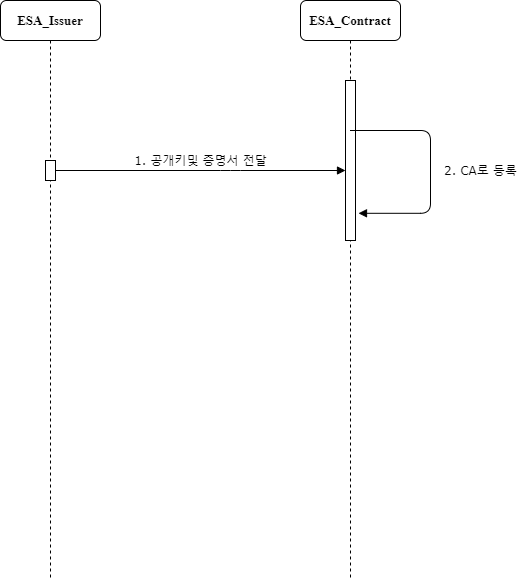 ESA_Issuer
ESA_Contract
1. 공개키및 증명서 전달
2. CA로 등록